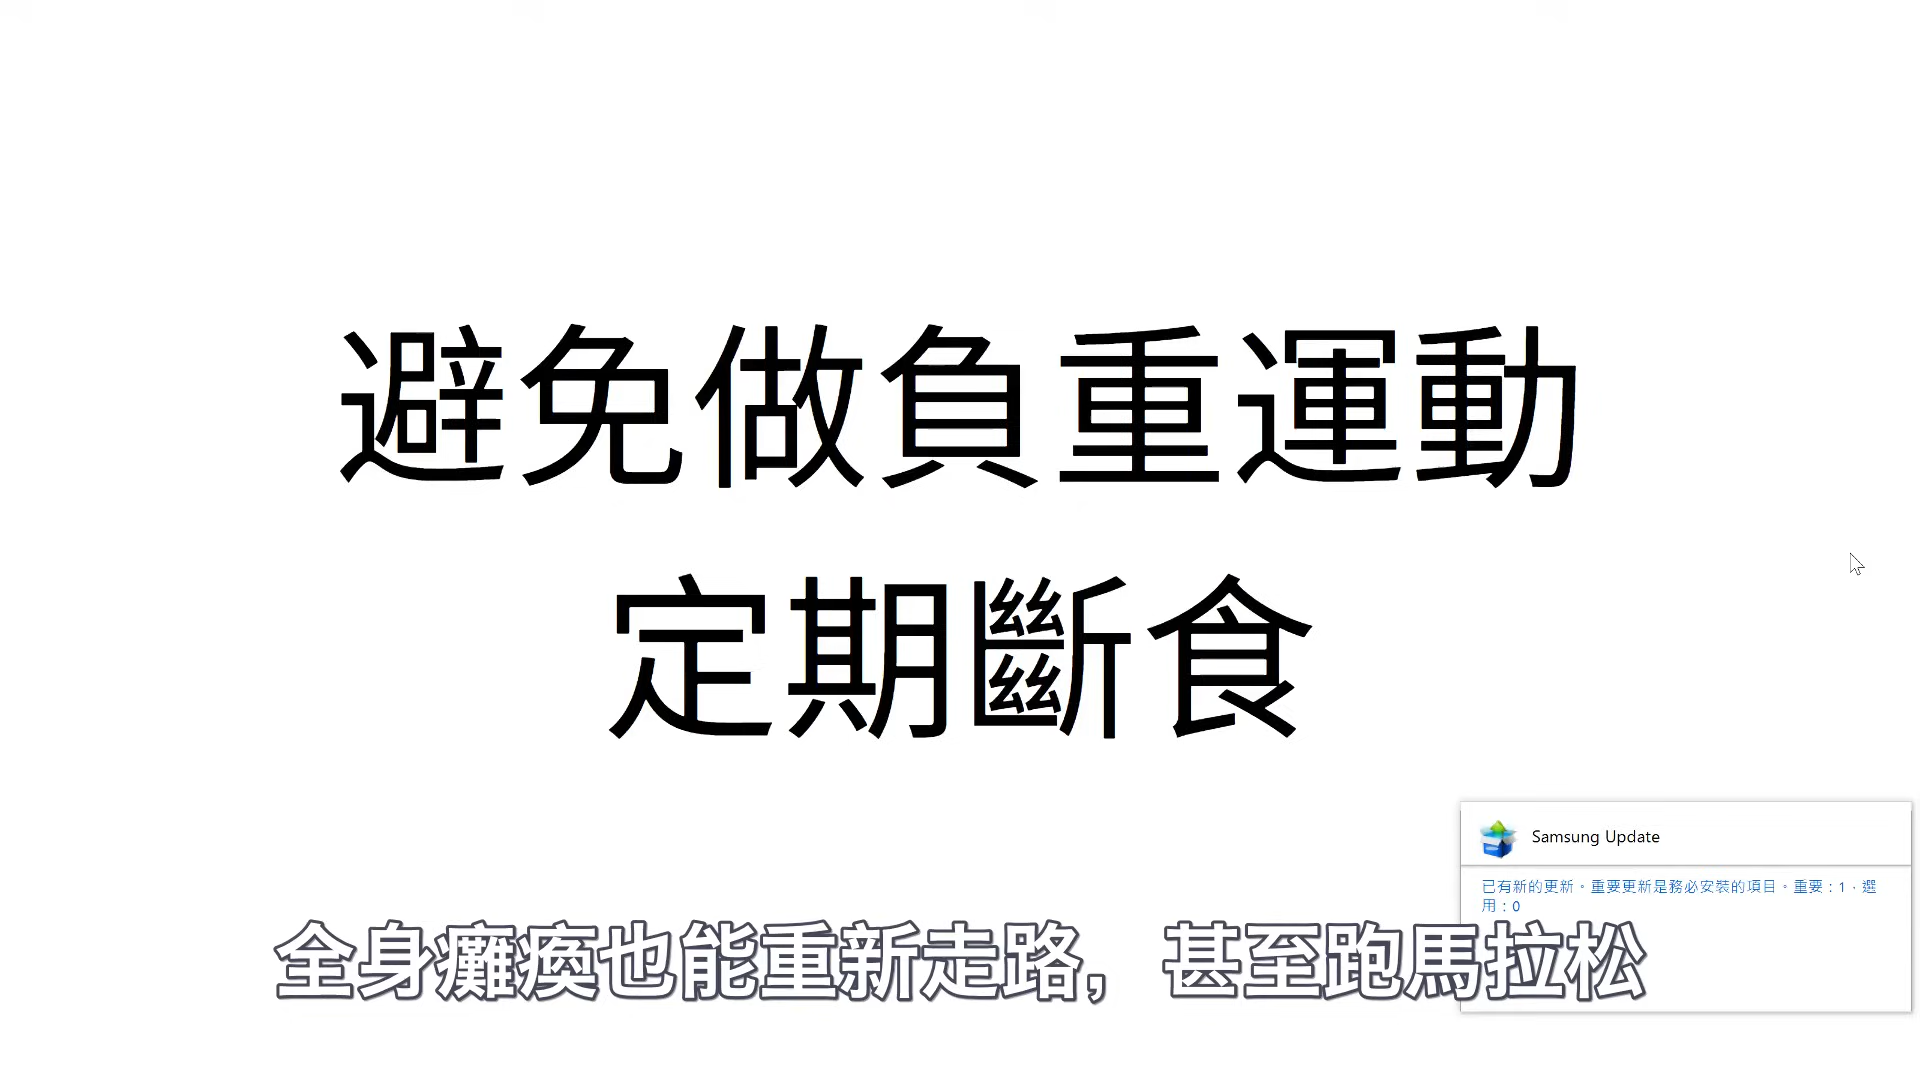 避免做負重運動
定期斷食
Samsung Update
已有新的更新。重要更新是務必安裝的項目。重要：1，選
用：0
全身癱瘓也能重新走路，甚至跑馬拉松